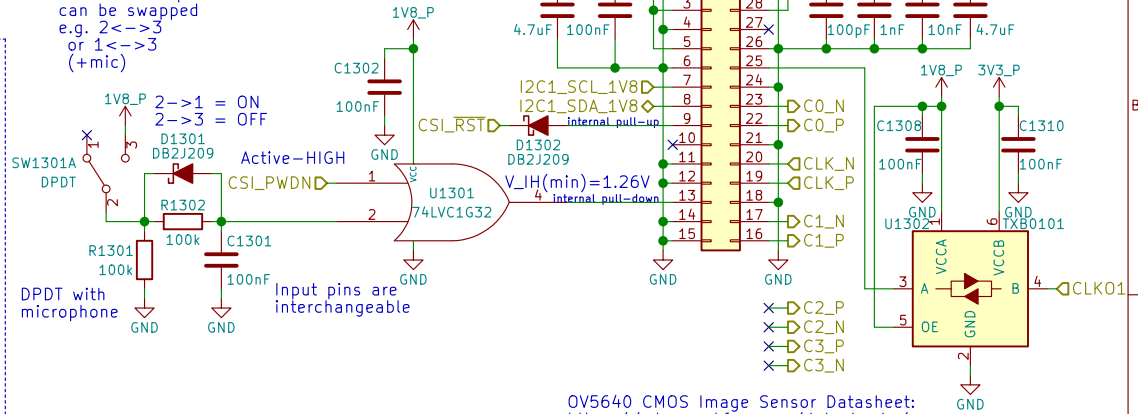 can be swapped
e.g. 2<->3
or 1<->3
(+mic)
1V8_P
C1302
100nF
GND
1V8_P
2->1 = ON
2->3 = OFF
D1301
DB2J209
1
3
2
SW1301A
DPDT
R1302
100k
R1301
100k
C1301
100nF
GND
GND
DPDT with
microphone
Input pins are
interchangeable
Active-HIGH
CSI_PWDN
1
2
VCC
U1301
74LVC1G32
4
GND
V_IH(min)=1.26V
internal pull-down
CSI_RST
D1302
DB2J209
internal pull-up
I2C1_SCL_1V8
I2C1_SDA_1V8
4.7uF
100nF
3
4
5
6
7
8
9
10
11
12
13
14
15
GND
28
27
26
25
24
23
22
21
20
19
18
17
16
GND
C0_N
C0_P
CLK_N
CLK_P
C1_N
C1_P
C2_P
C2_N
C3_P
C3_N
100pF
1nF
10nF
4.7uF
1V8_P
3V3_P
C1308
100nF
GND
C1310
100nF
GND
U1302
TXB0101
1
6
VCCA
VCCB
3
A
B
4
CLKO1
5
OE
GND
2
GND
B
OV5640 CMOS Image Sensor Datasheet: